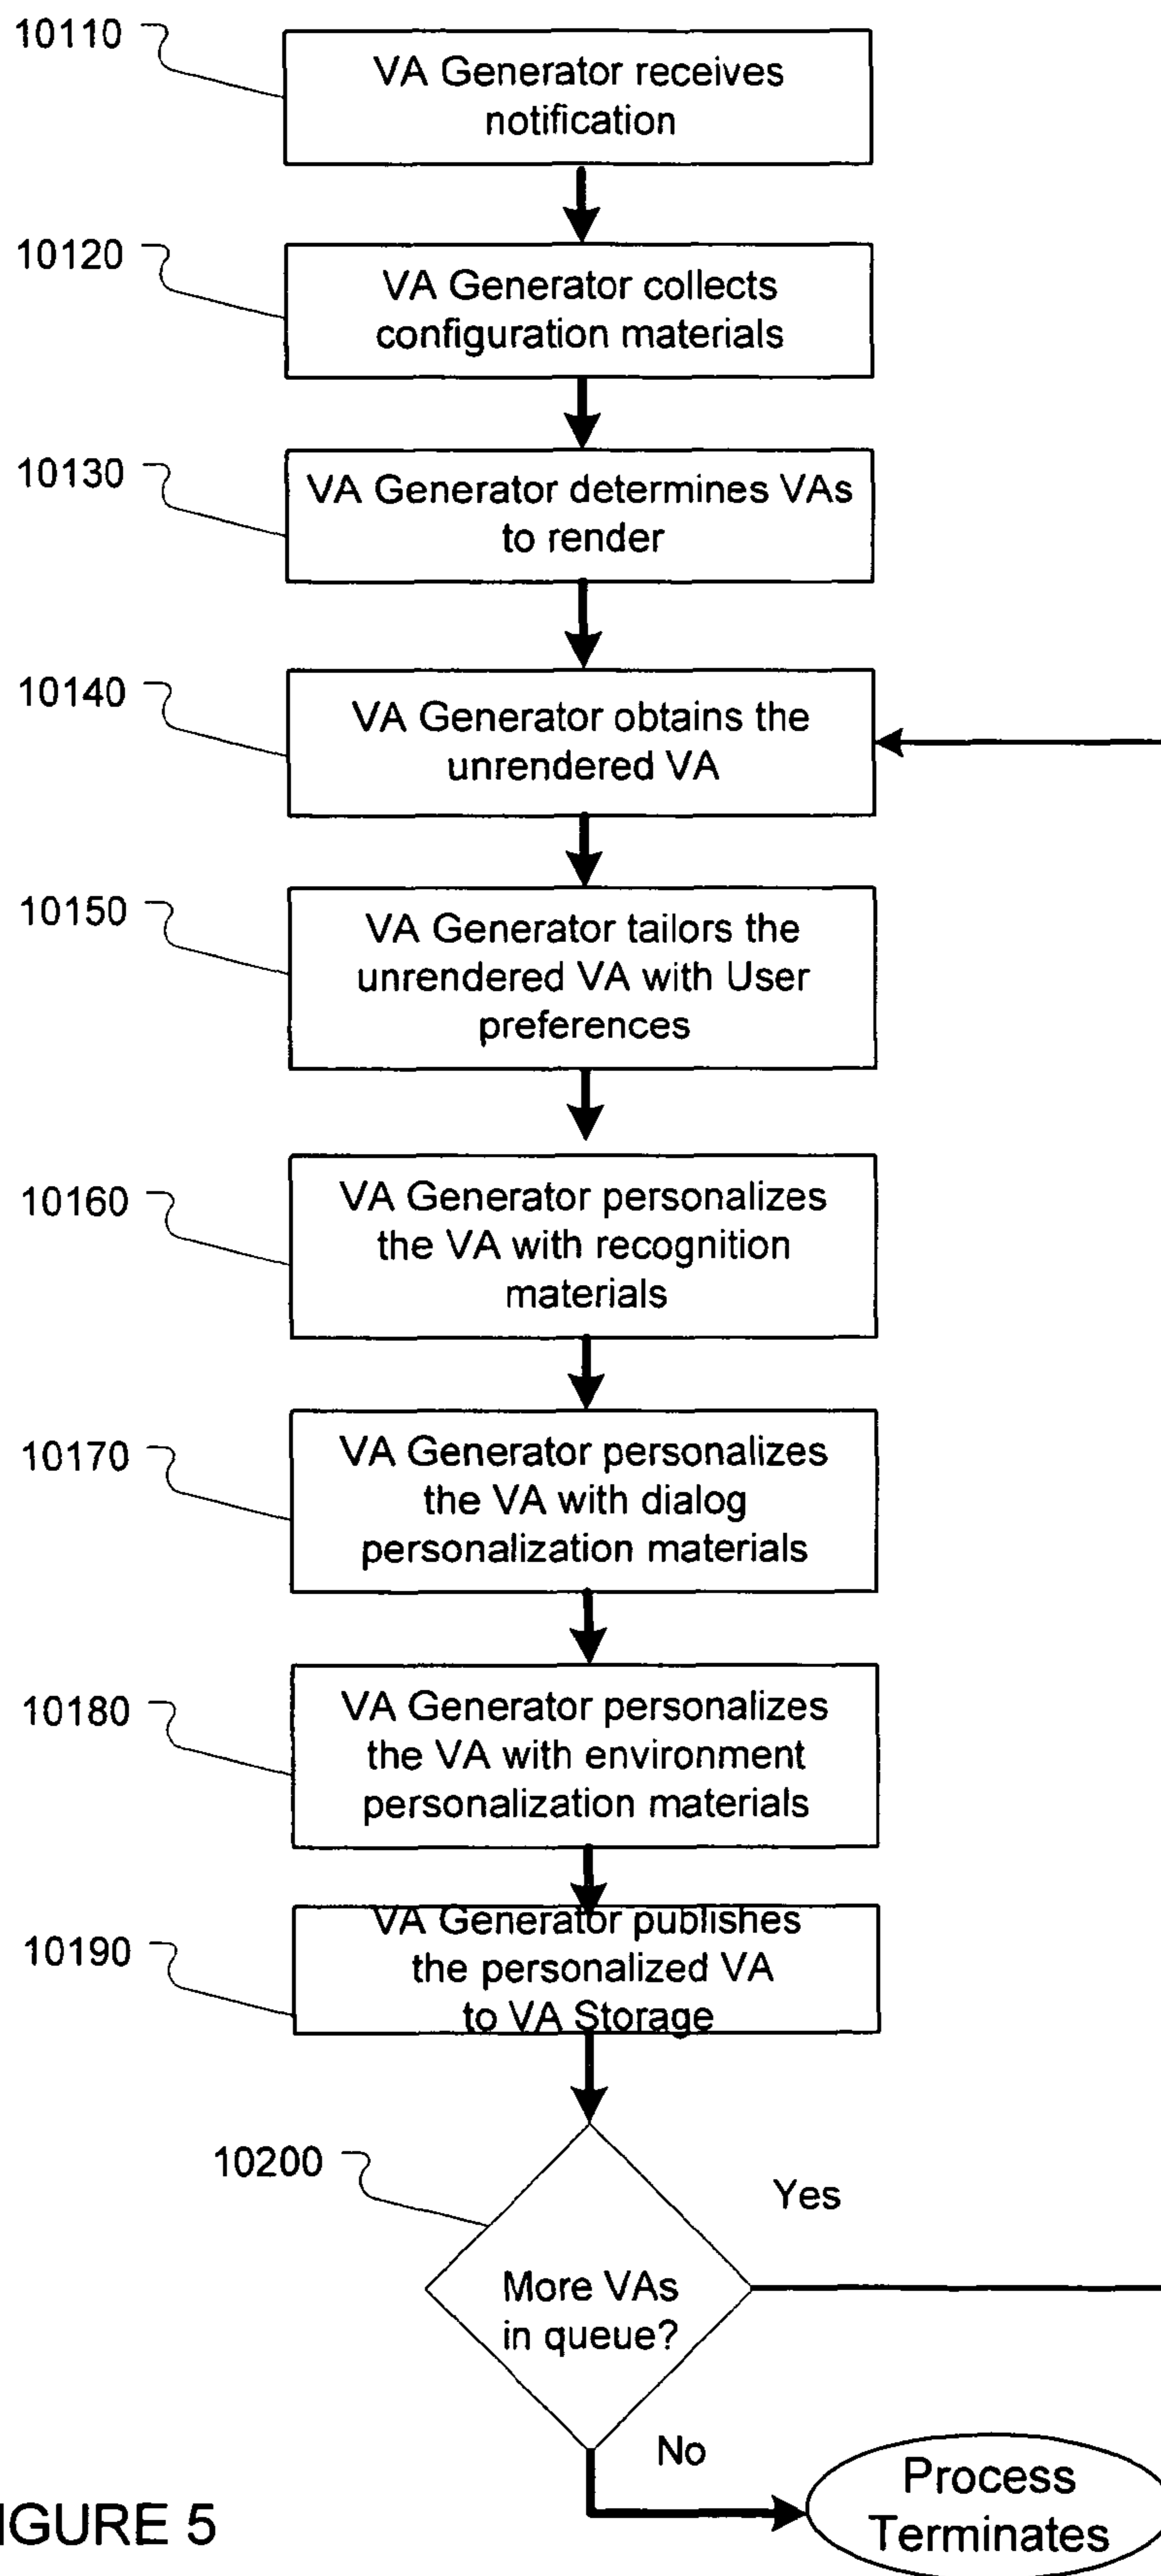 10110
VA Generator receives
notification
10120
VA Generator collects
configuration materials
10130
VA Generator determines VAs
to render
10140
VA Generator obtains the
unrendered VA
10150
VA Generator tailors the
unrendered VA with User
preferences
10160
VA Generator personalizes
the VA with recognition
materials
10170
VA Generator personalizes
the VA with dialog
personalization materials
10180
VA Generator personalizes
the VA with environment
personalization materials
10190
VA Generator publishes
the personalized VA
to VA Storage
10200
Yes
More VAs
in queue?
No
Process
Terminates
IGURE 5